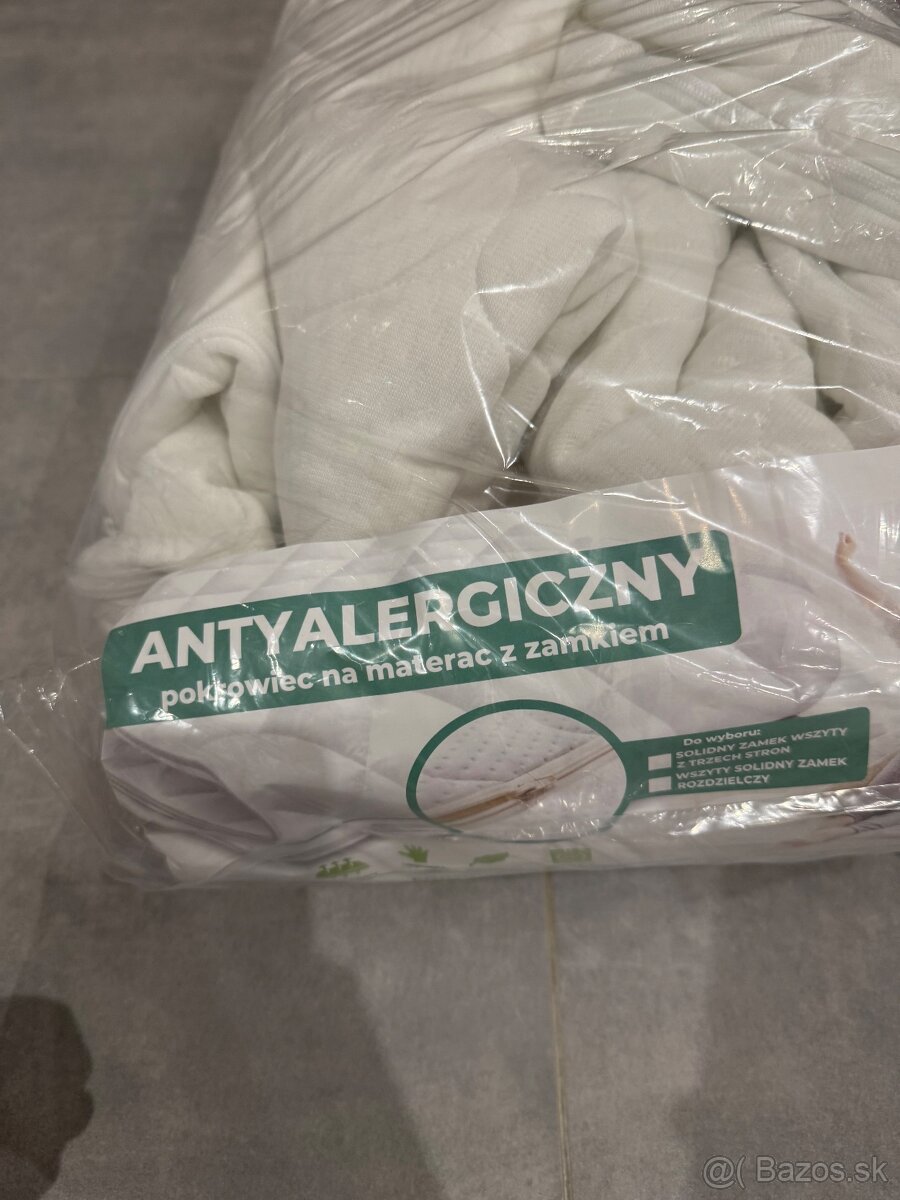 ANTYALERGICZNY
pokrowiec na materac z zamkiem
Do wyboru:
SOLIDNY ZAMEK WSZYTY
Z TRZECH STRON
WSZYTY SOLIDNY ZAMEK
ROZDZIELCZY
@( Bazos.sk